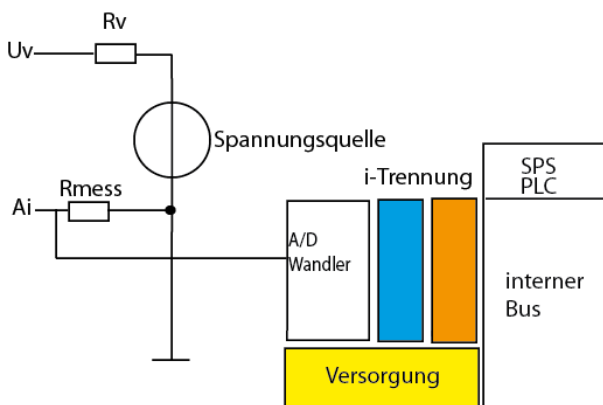 Rv
Uv
Spannungsquelle
Rmess
Ai
i-Trennung
SPS
PLC
A/D
Wandler
interner
Bus
Versorgung